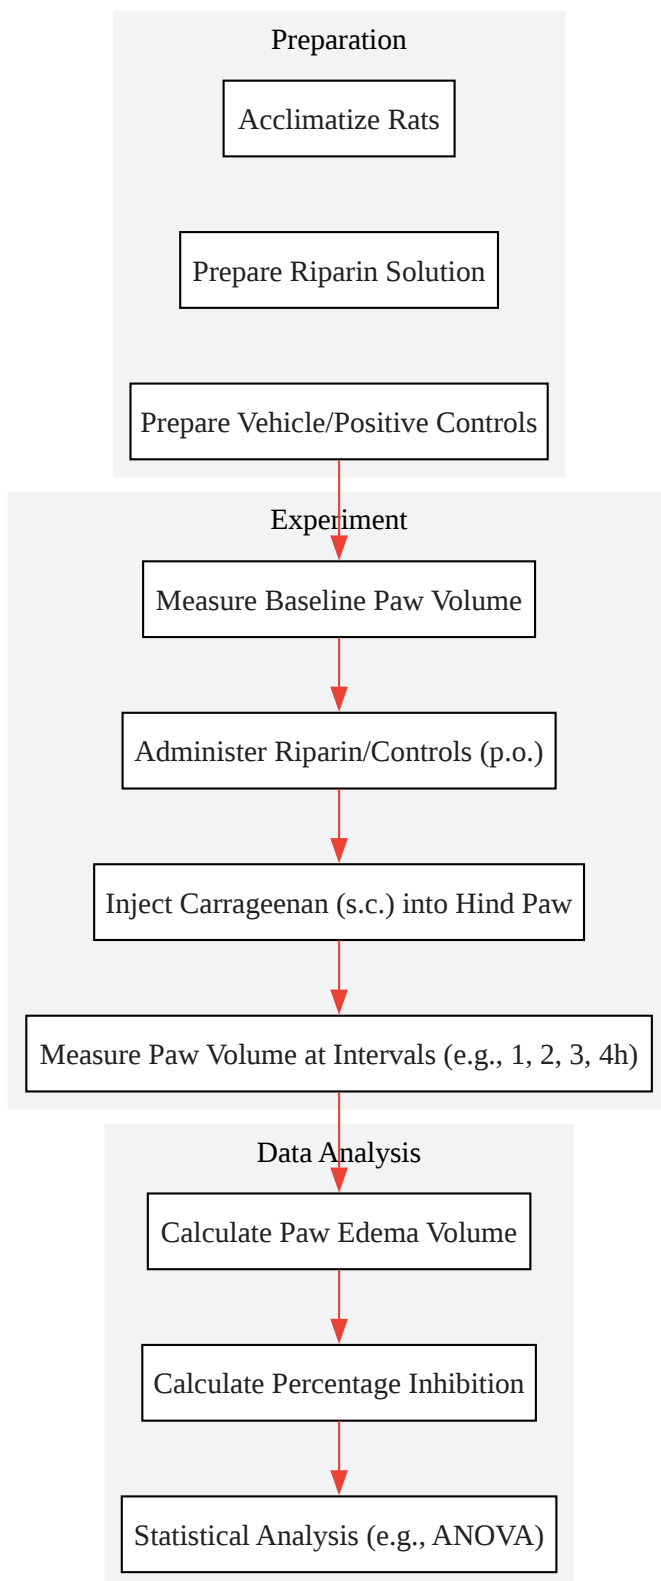 Preparation
Acclimatize Rats
Prepare Riparin Solution
Prepare Vehicle/Positive Controls
Experiment
Measure Baseline Paw Volume
Administer Riparin/Controls (p.o.)
Inject Carrageenan (s.c.) into Hind Paw
Measure Paw Volume at Intervals (e.g., 1, 2, 3, 4h)
Data Analysis
Calculate Paw Edema Volume
Calculate Percentage Inhibition
Statistical Analysis (e.g., ANOVA)